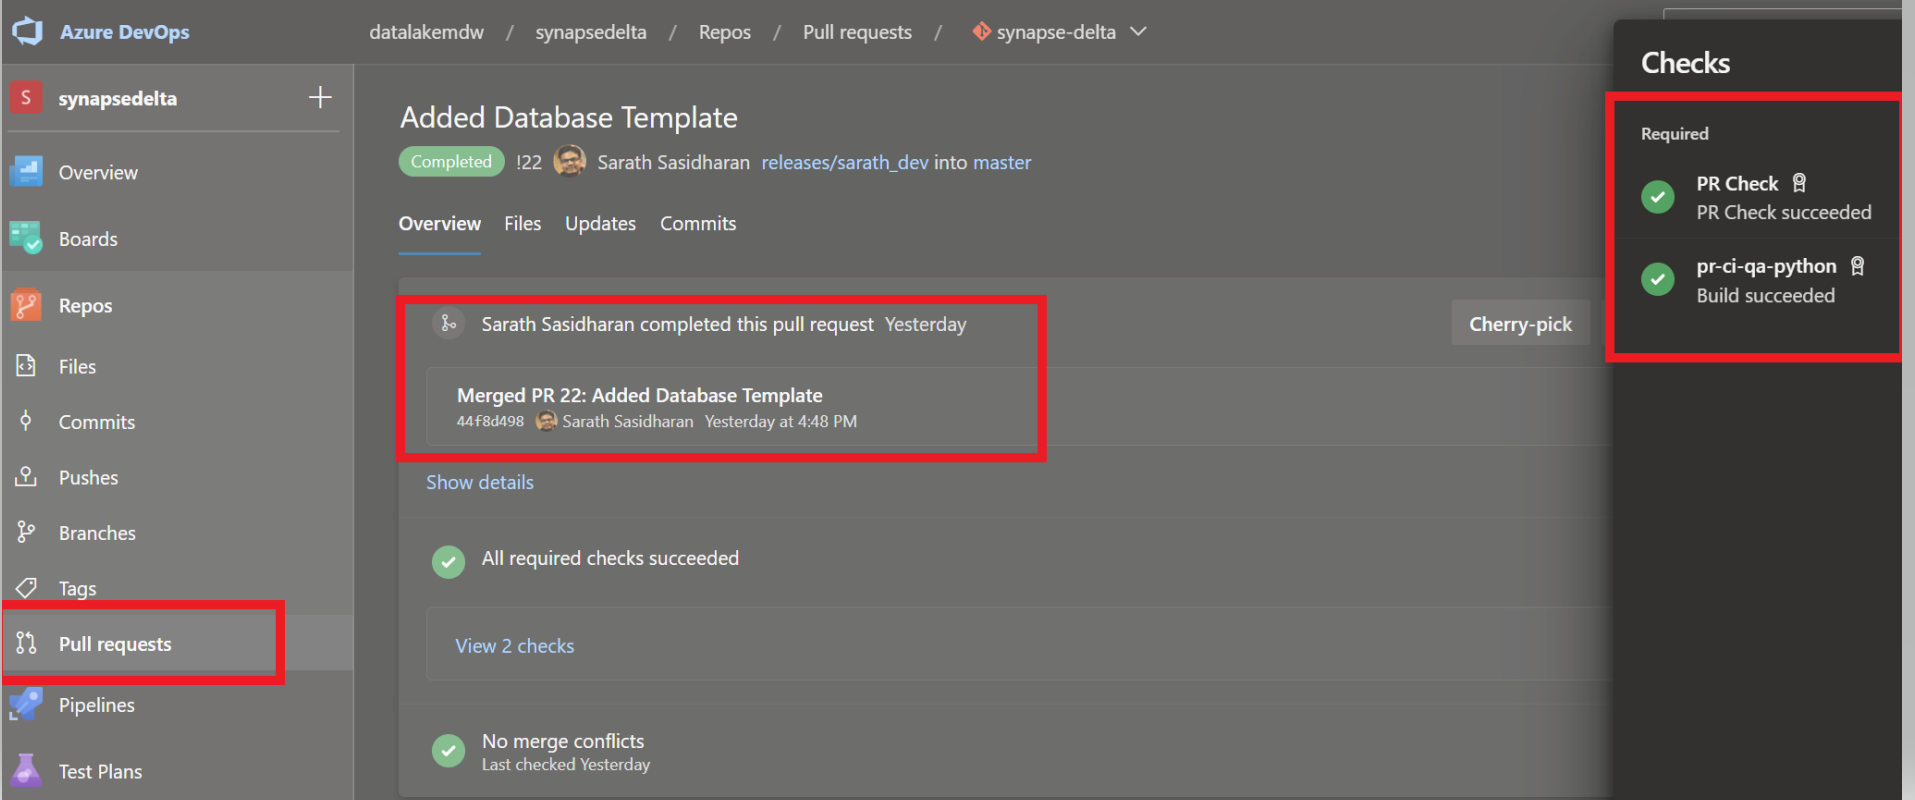 Azure DevOps
datalakemdw / synapsedelta / Repos / Pull requests / synapse-delta
S synapsedelta
Overview
Boards
Repos
Files
Commits
Pushes
Branches
Tags
Pull requests
Pipelines
Test Plans
Added Database Template
Completed !22 Sarath Sasidharan releases/sarath_dev into master
Overview Files Updates Commits
Sarath Sasidharan completed this pull request Yesterday
Cherry-pick
Merged PR 22: Added Database Template
44f8d498 Sarath Sasidharan Yesterday at 4:48 PM
Show details
All required checks succeeded
View 2 checks
No merge conflicts
Last checked Yesterday
Checks
Required
PR Check
PR Check succeeded
pr-ci-qa-python
Build succeeded